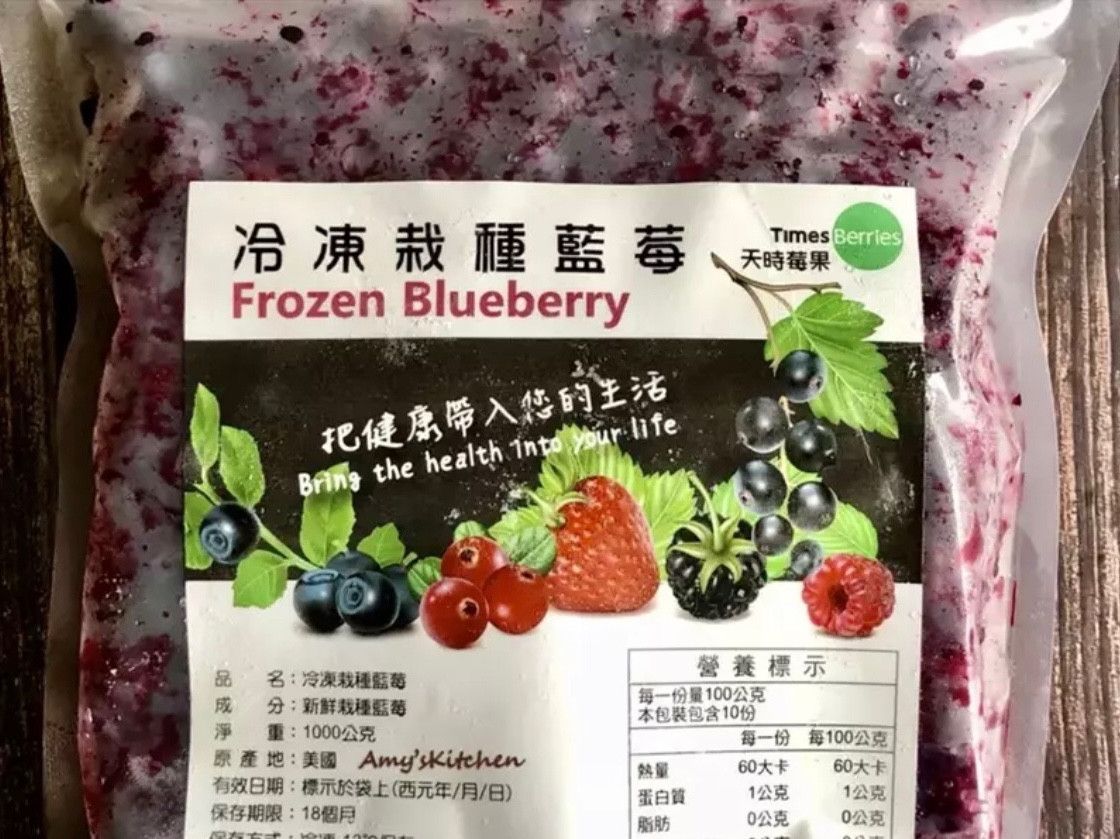 冷凍栽種藍莓
Frozen Blueberry
Times Berries
天時莓果
把健康帶入您的生活
Bring the health into your life
品名：冷凍栽種藍莓
成分：新鮮栽種藍莓
淨重：1000公克
原產地：美國
Amy'sKitchen
有效日期：標示於袋上(西元年/月/日)
保存期限：18個月
營養標示
每一份量100公克
本包裝包含10份
每一份 每100公克
熱量 60大卡 60大卡
蛋白質 1公克 1公克
脂肪 0公克 0公克